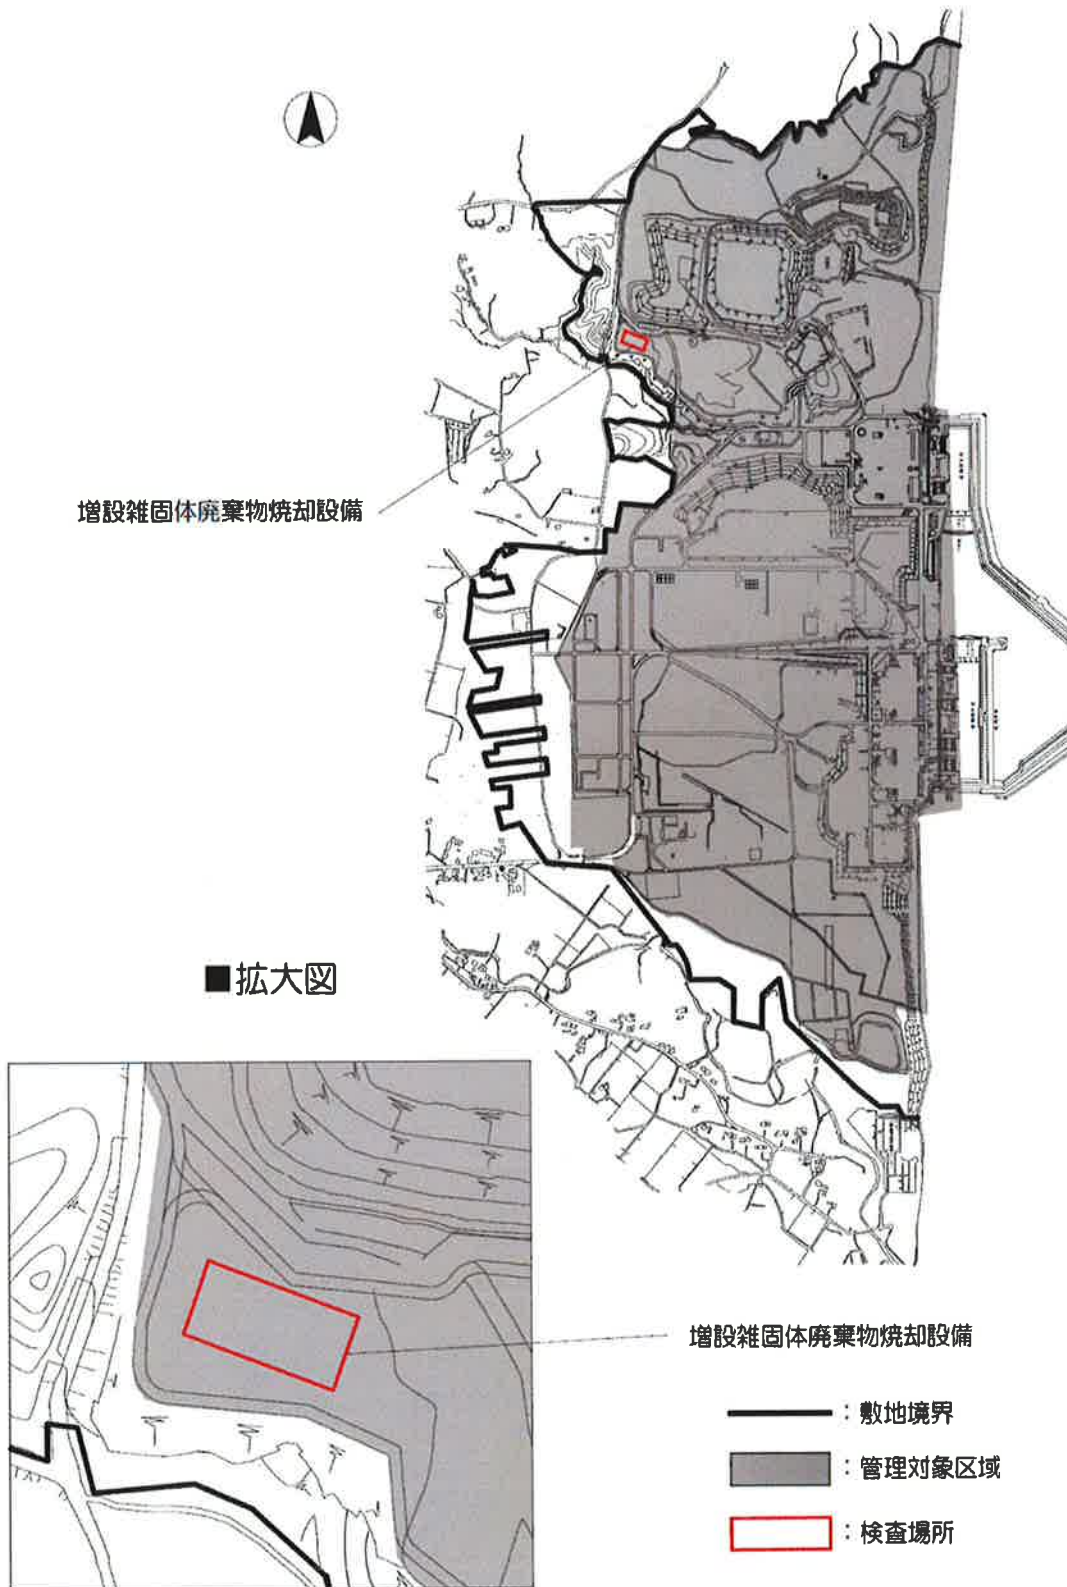 増設雑固体廃棄物焼却設備
■拡大図
増設雑固体廃棄物焼却設備
：敷地境界
：管理対象区域
：検査場所